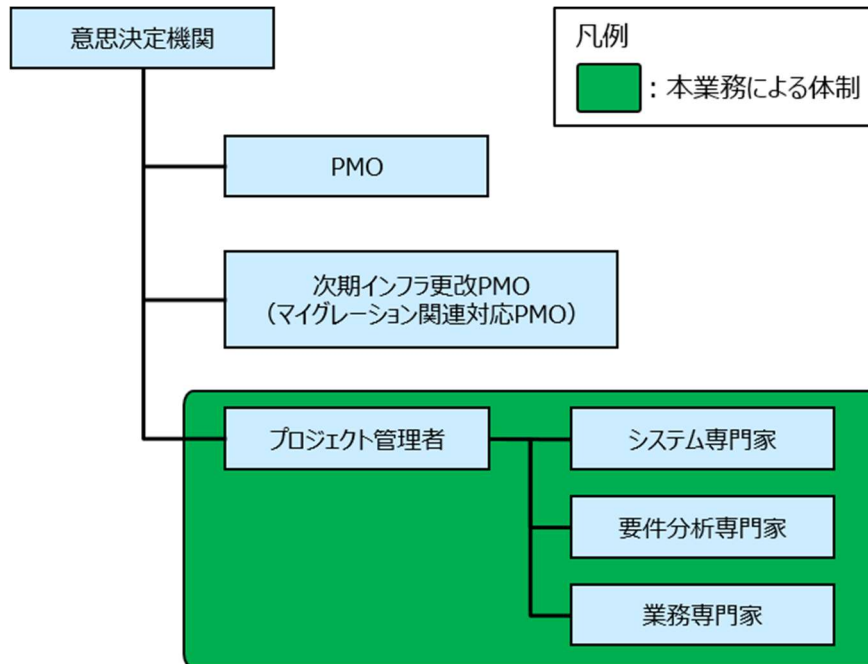 意思決定機関
凡例
：本業務による体制
PMO
次期インフラ更改PMO
（マイグレーション関連対応PMO）
プロジェクト管理者
システム専門家
要件分析専門家
業務専門家